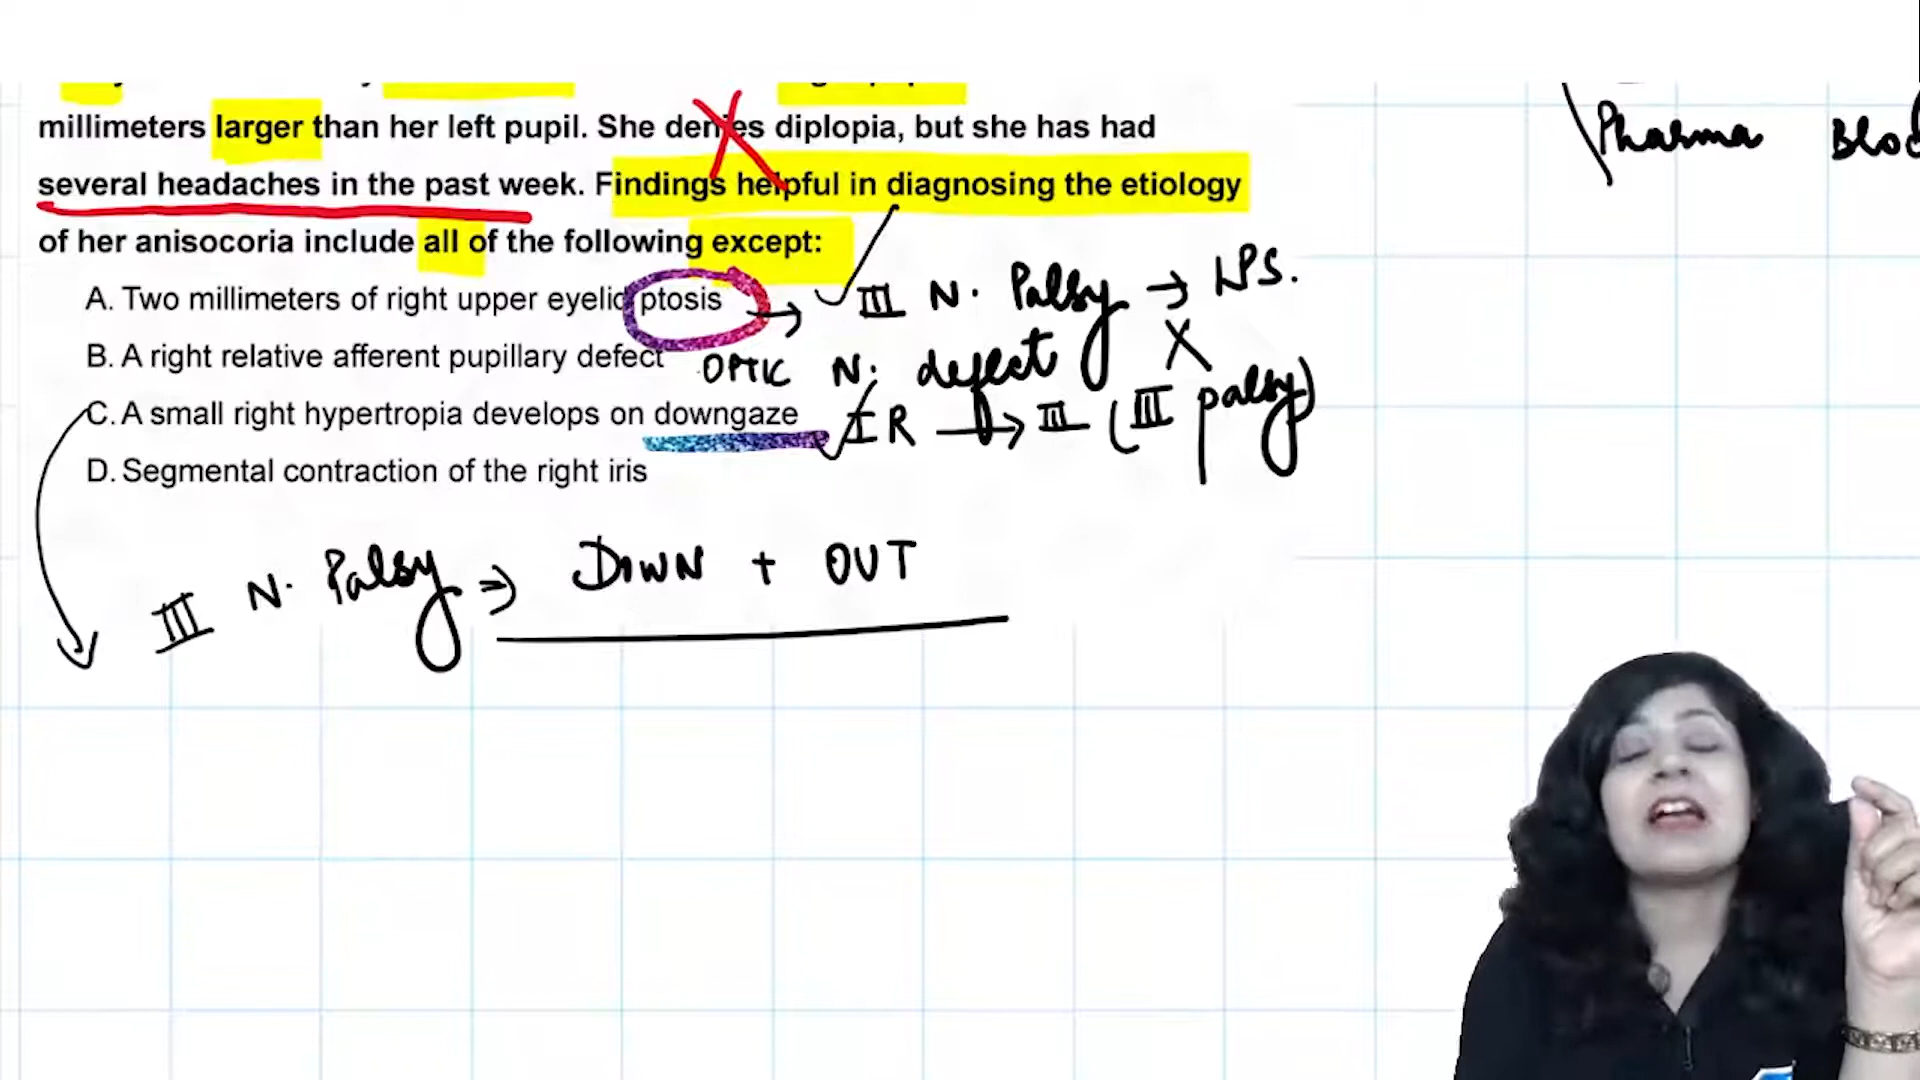 millimeters larger than her left pupil. She denies diplopia, but she has had
several headaches in the past week. Findings helpful in diagnosing the etiology
of her anisocoria include all of the following except:
A. Two millimeters of right upper eyelid ptosis → III N. Palsy → LPS.
B. A right relative afferent pupillary defect OPTIC N. defect X
C. A small right hypertropia develops on downgaze IR → III (III palsy)
D. Segmental contraction of the right iris
III N. Palsy ⇒ DOWN + OUT
Pharma